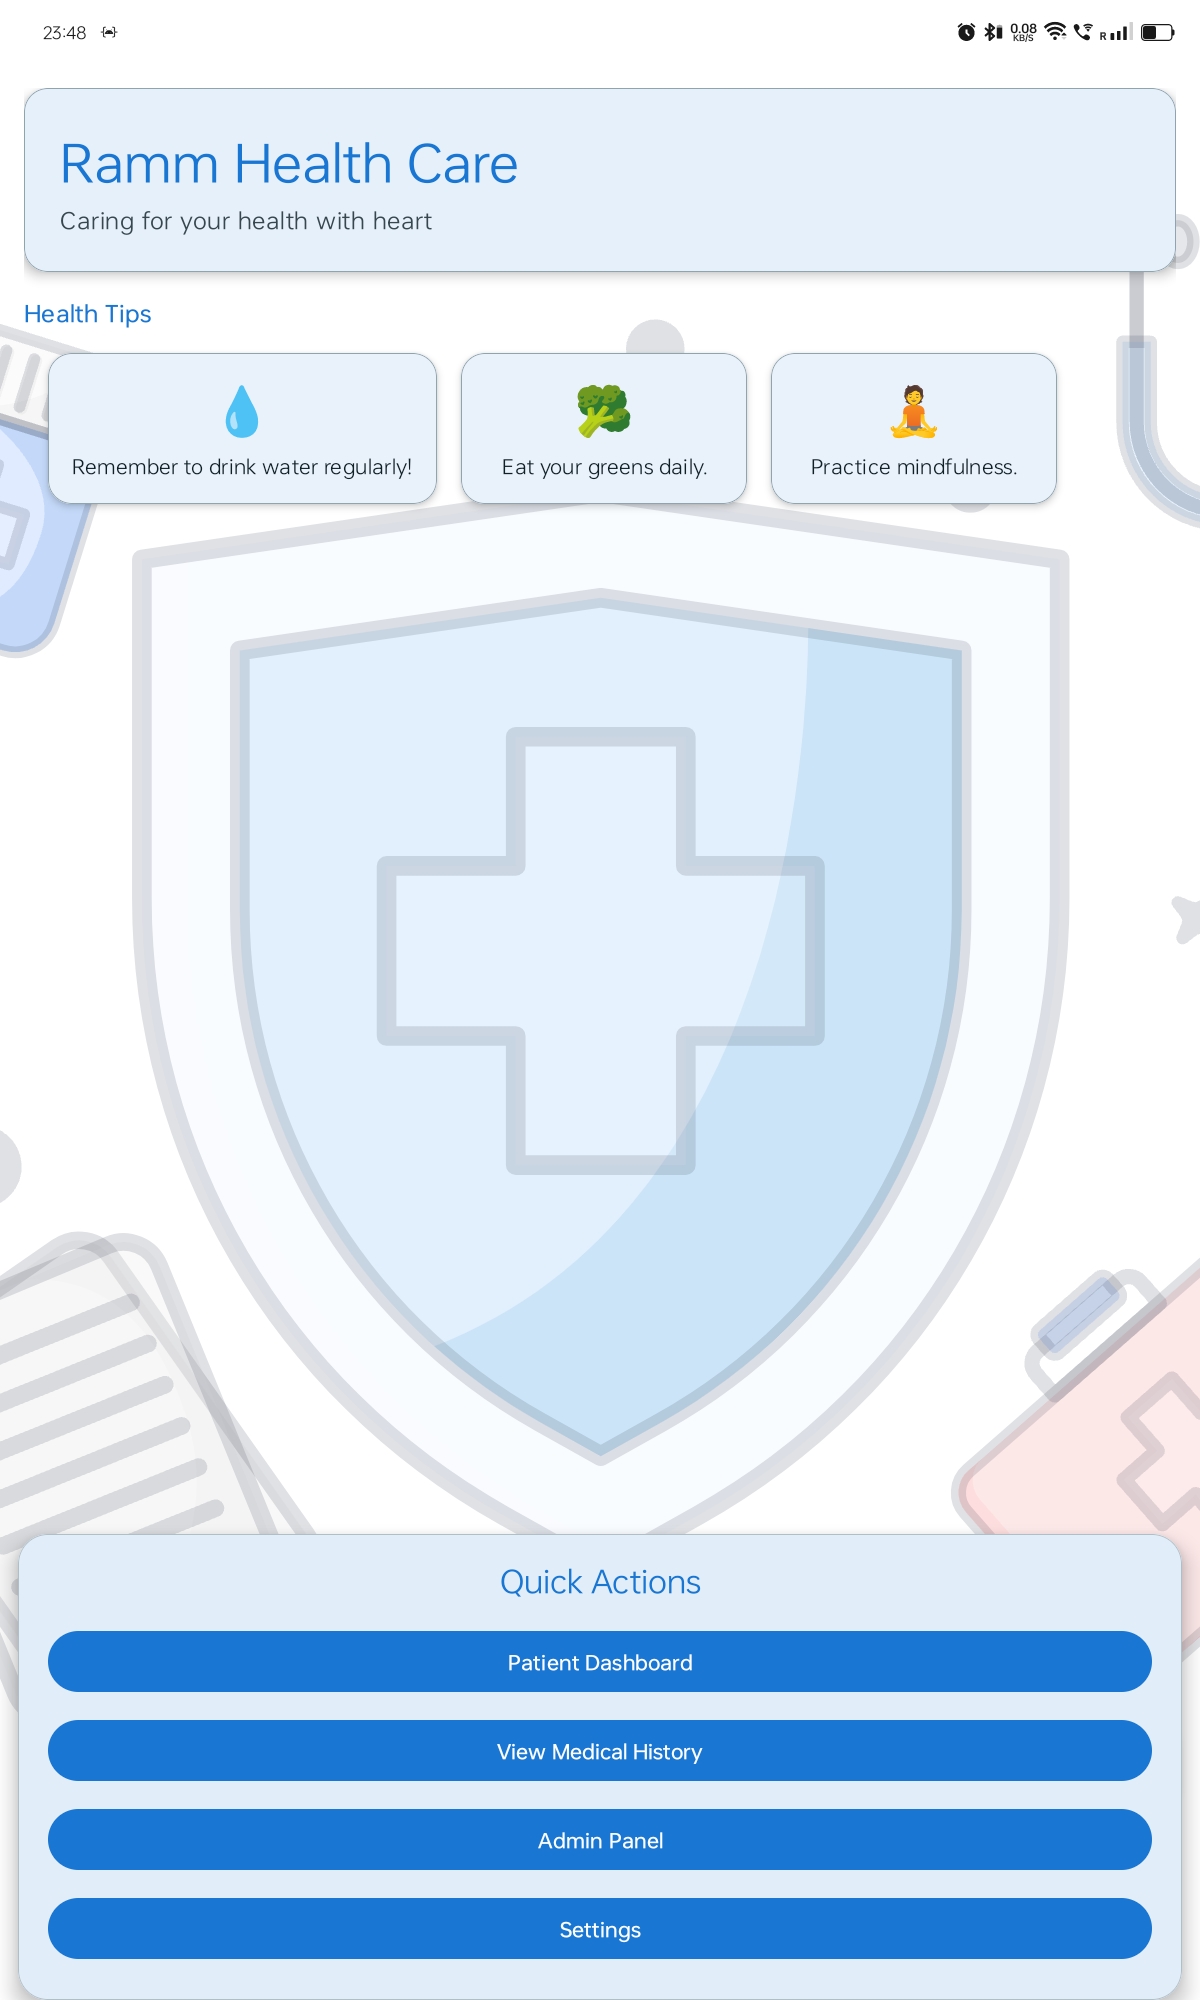 23:48
0.08
KB/S
R
Ramm Health Care
Caring for your health with heart
Health Tips
Remember to drink water regularly!
Eat your greens daily.
Practice mindfulness.
Quick Actions
Patient Dashboard
View Medical History
Admin Panel
Settings